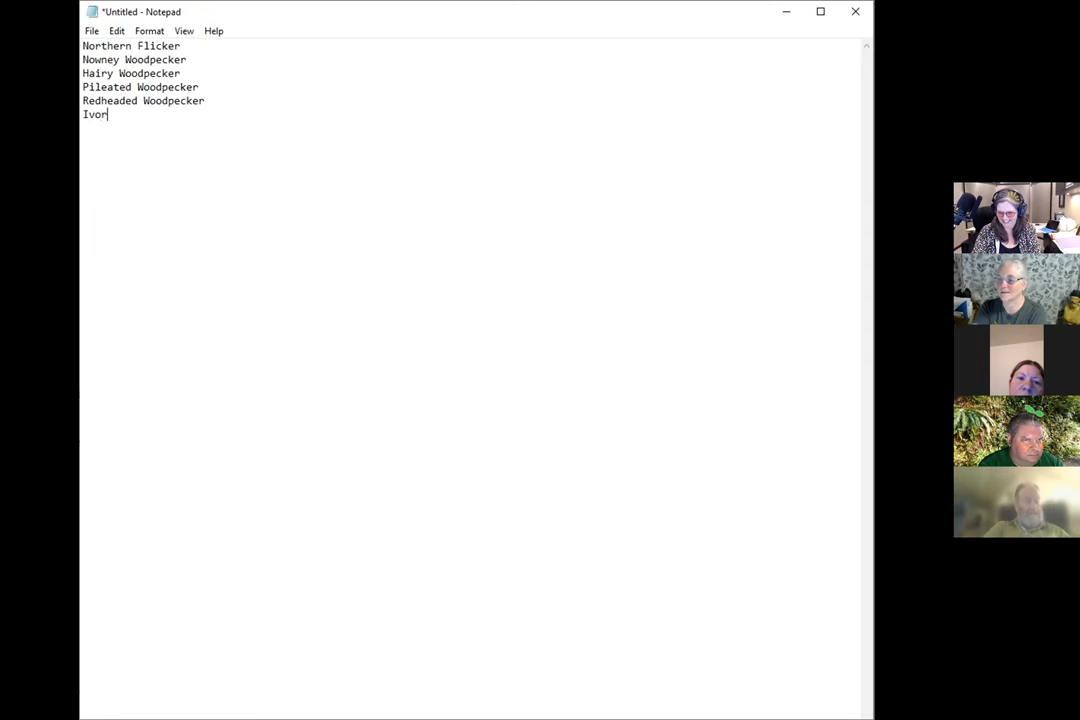 *Untitled - Notepad
File Edit Format View Help
Northern Flicker
Nowney Woodpecker
Hairy Woodpecker
Pileated Woodpecker
Redheaded Woodpecker
Ivor